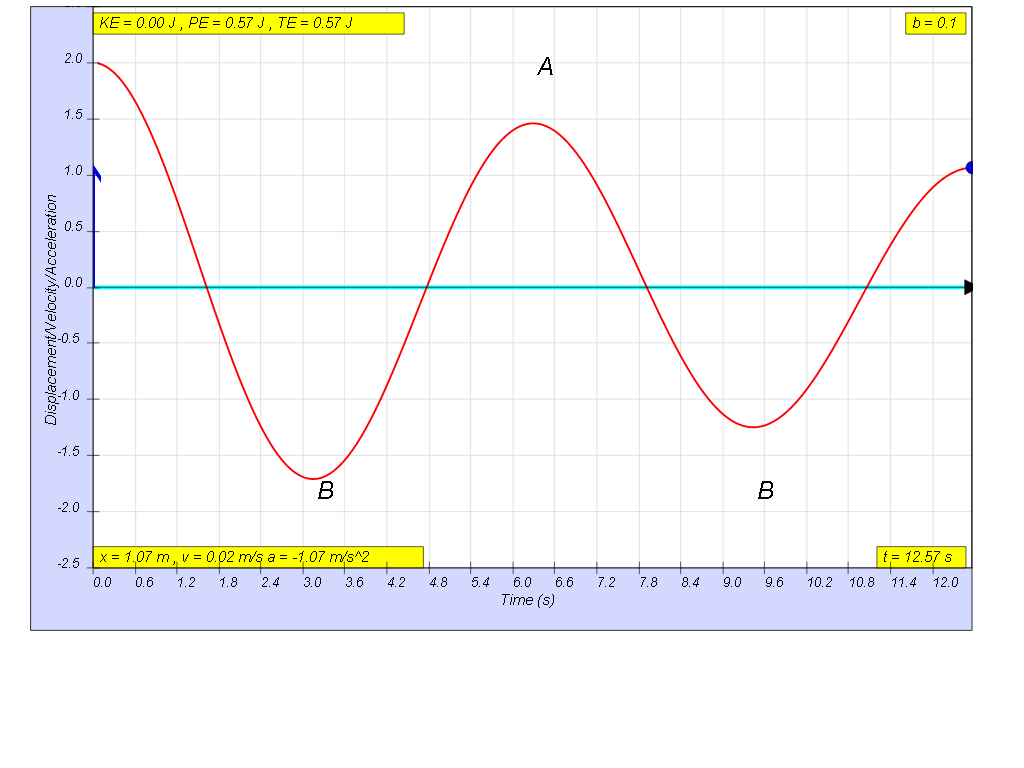 KE = 0.00 J , PE = 0.57 J , TE = 0.57 J
b = 0.1
A
2.0
1.5
1.0
0.5
0.0
-0.5
-1.0
-1.5
-2.0
-2.5
Displacement/Velocity/Acceleration
B
B
x = 1.07 m , v = 0.02 m/s a = -1.07 m/s^2
t = 12.57 s
0.0 0.6 1.2 1.8 2.4 3.0 3.6 4.2 4.8 5.4 6.0 6.6 7.2 7.8 8.4 9.0 9.6 10.2 10.8 11.4 12.0
Time (s)